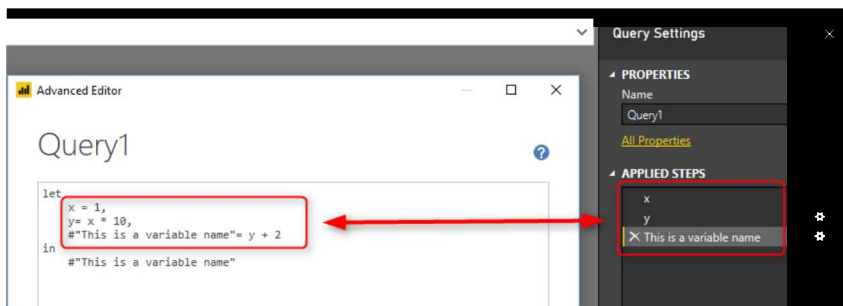 Query Settings
Advanced Editor
PROPERTIES
Name
Query1
Query1
All Properties
APPLIED STEPS
let
x = 1,
y= x * 10,
#"This is a variable name"= y + 2
in
#"This is a variable name"
x
y
This is a variable name